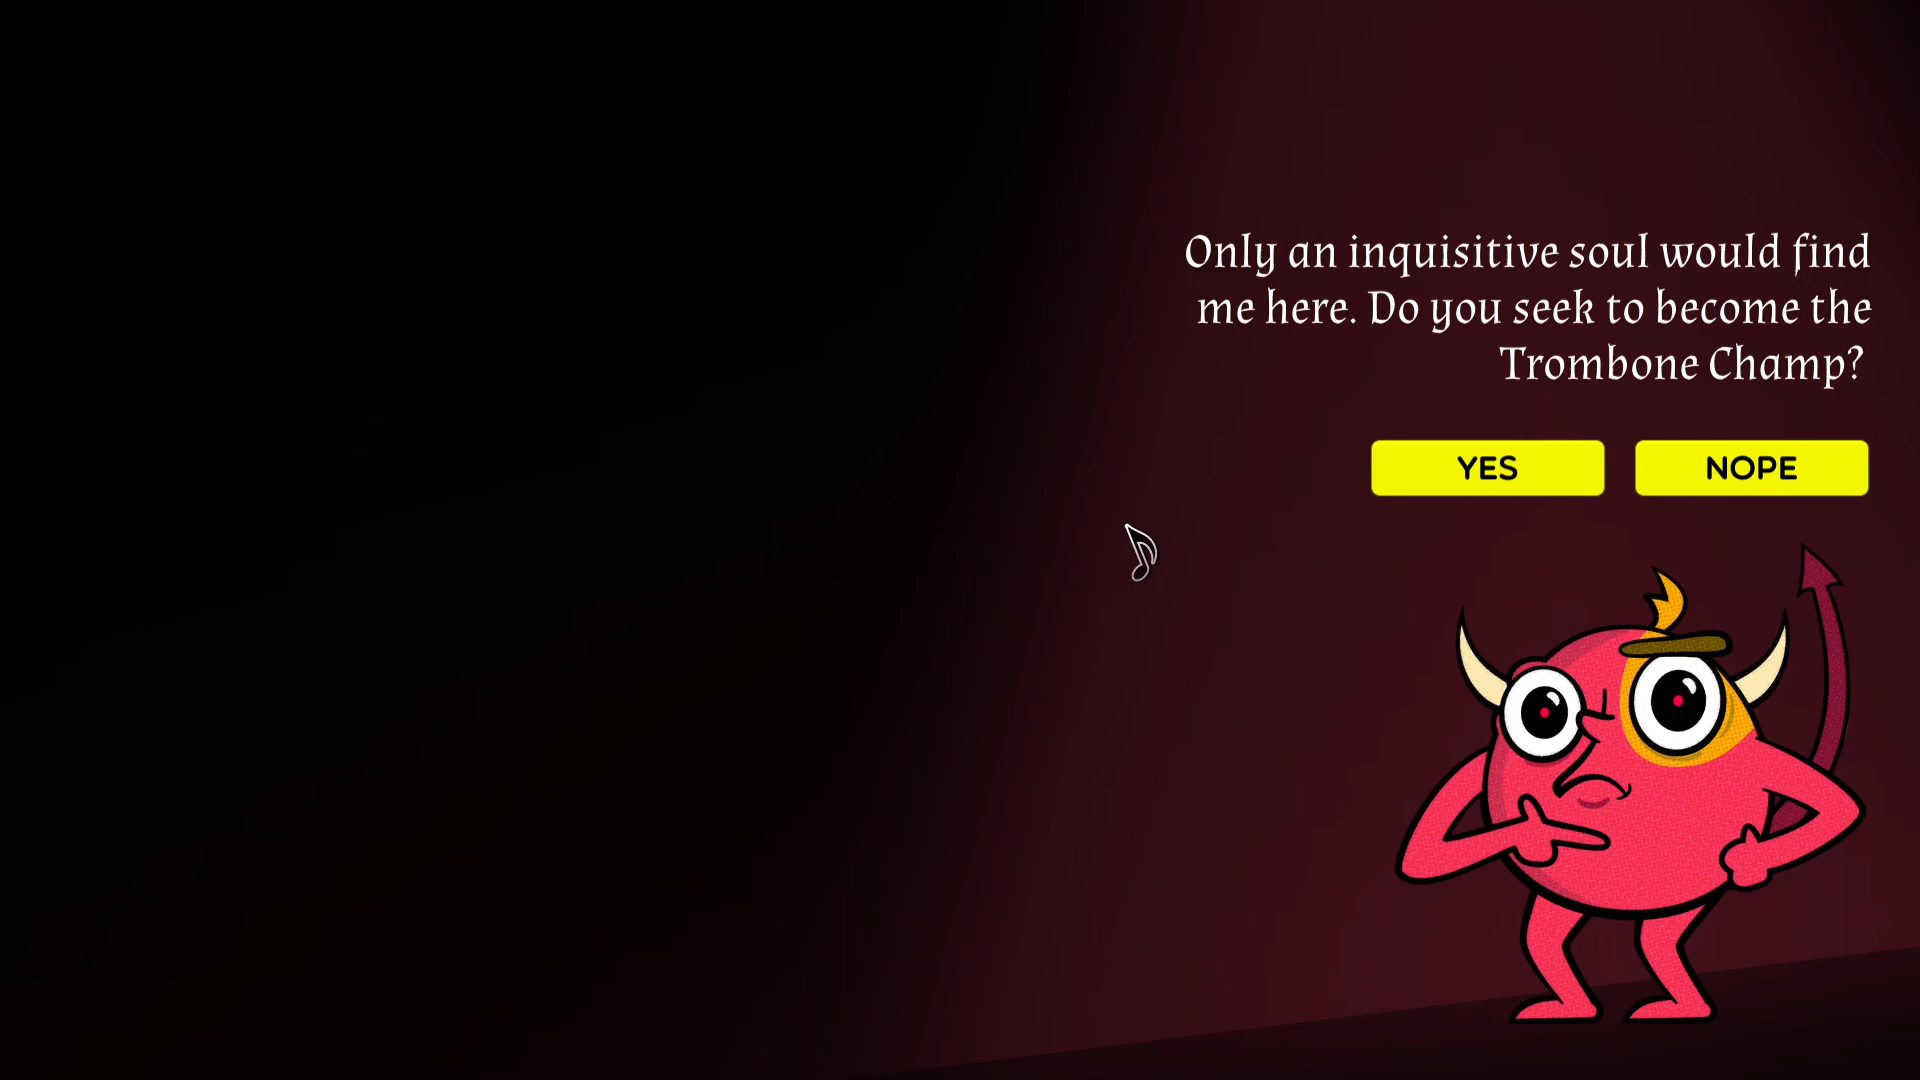 Only an inquisitive soul would find
me here. Do you seek to become the
Trombone Champ?
YES NOPE